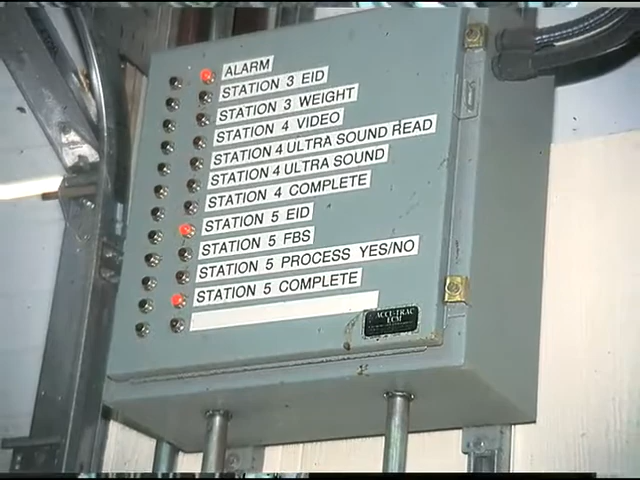 ALARM
STATION 3 EID
STATION 3 WEIGHT
STATION 4 VIDEO
STATION 4 ULTRA SOUND READ
STATION 4 ULTRA SOUND
STATION 4 COMPLETE
STATION 5 EID
STATION 5 FBS
STATION 5 PROCESS YES/NO
STATION 5 COMPLETE
ACCU-TRAC
ECM